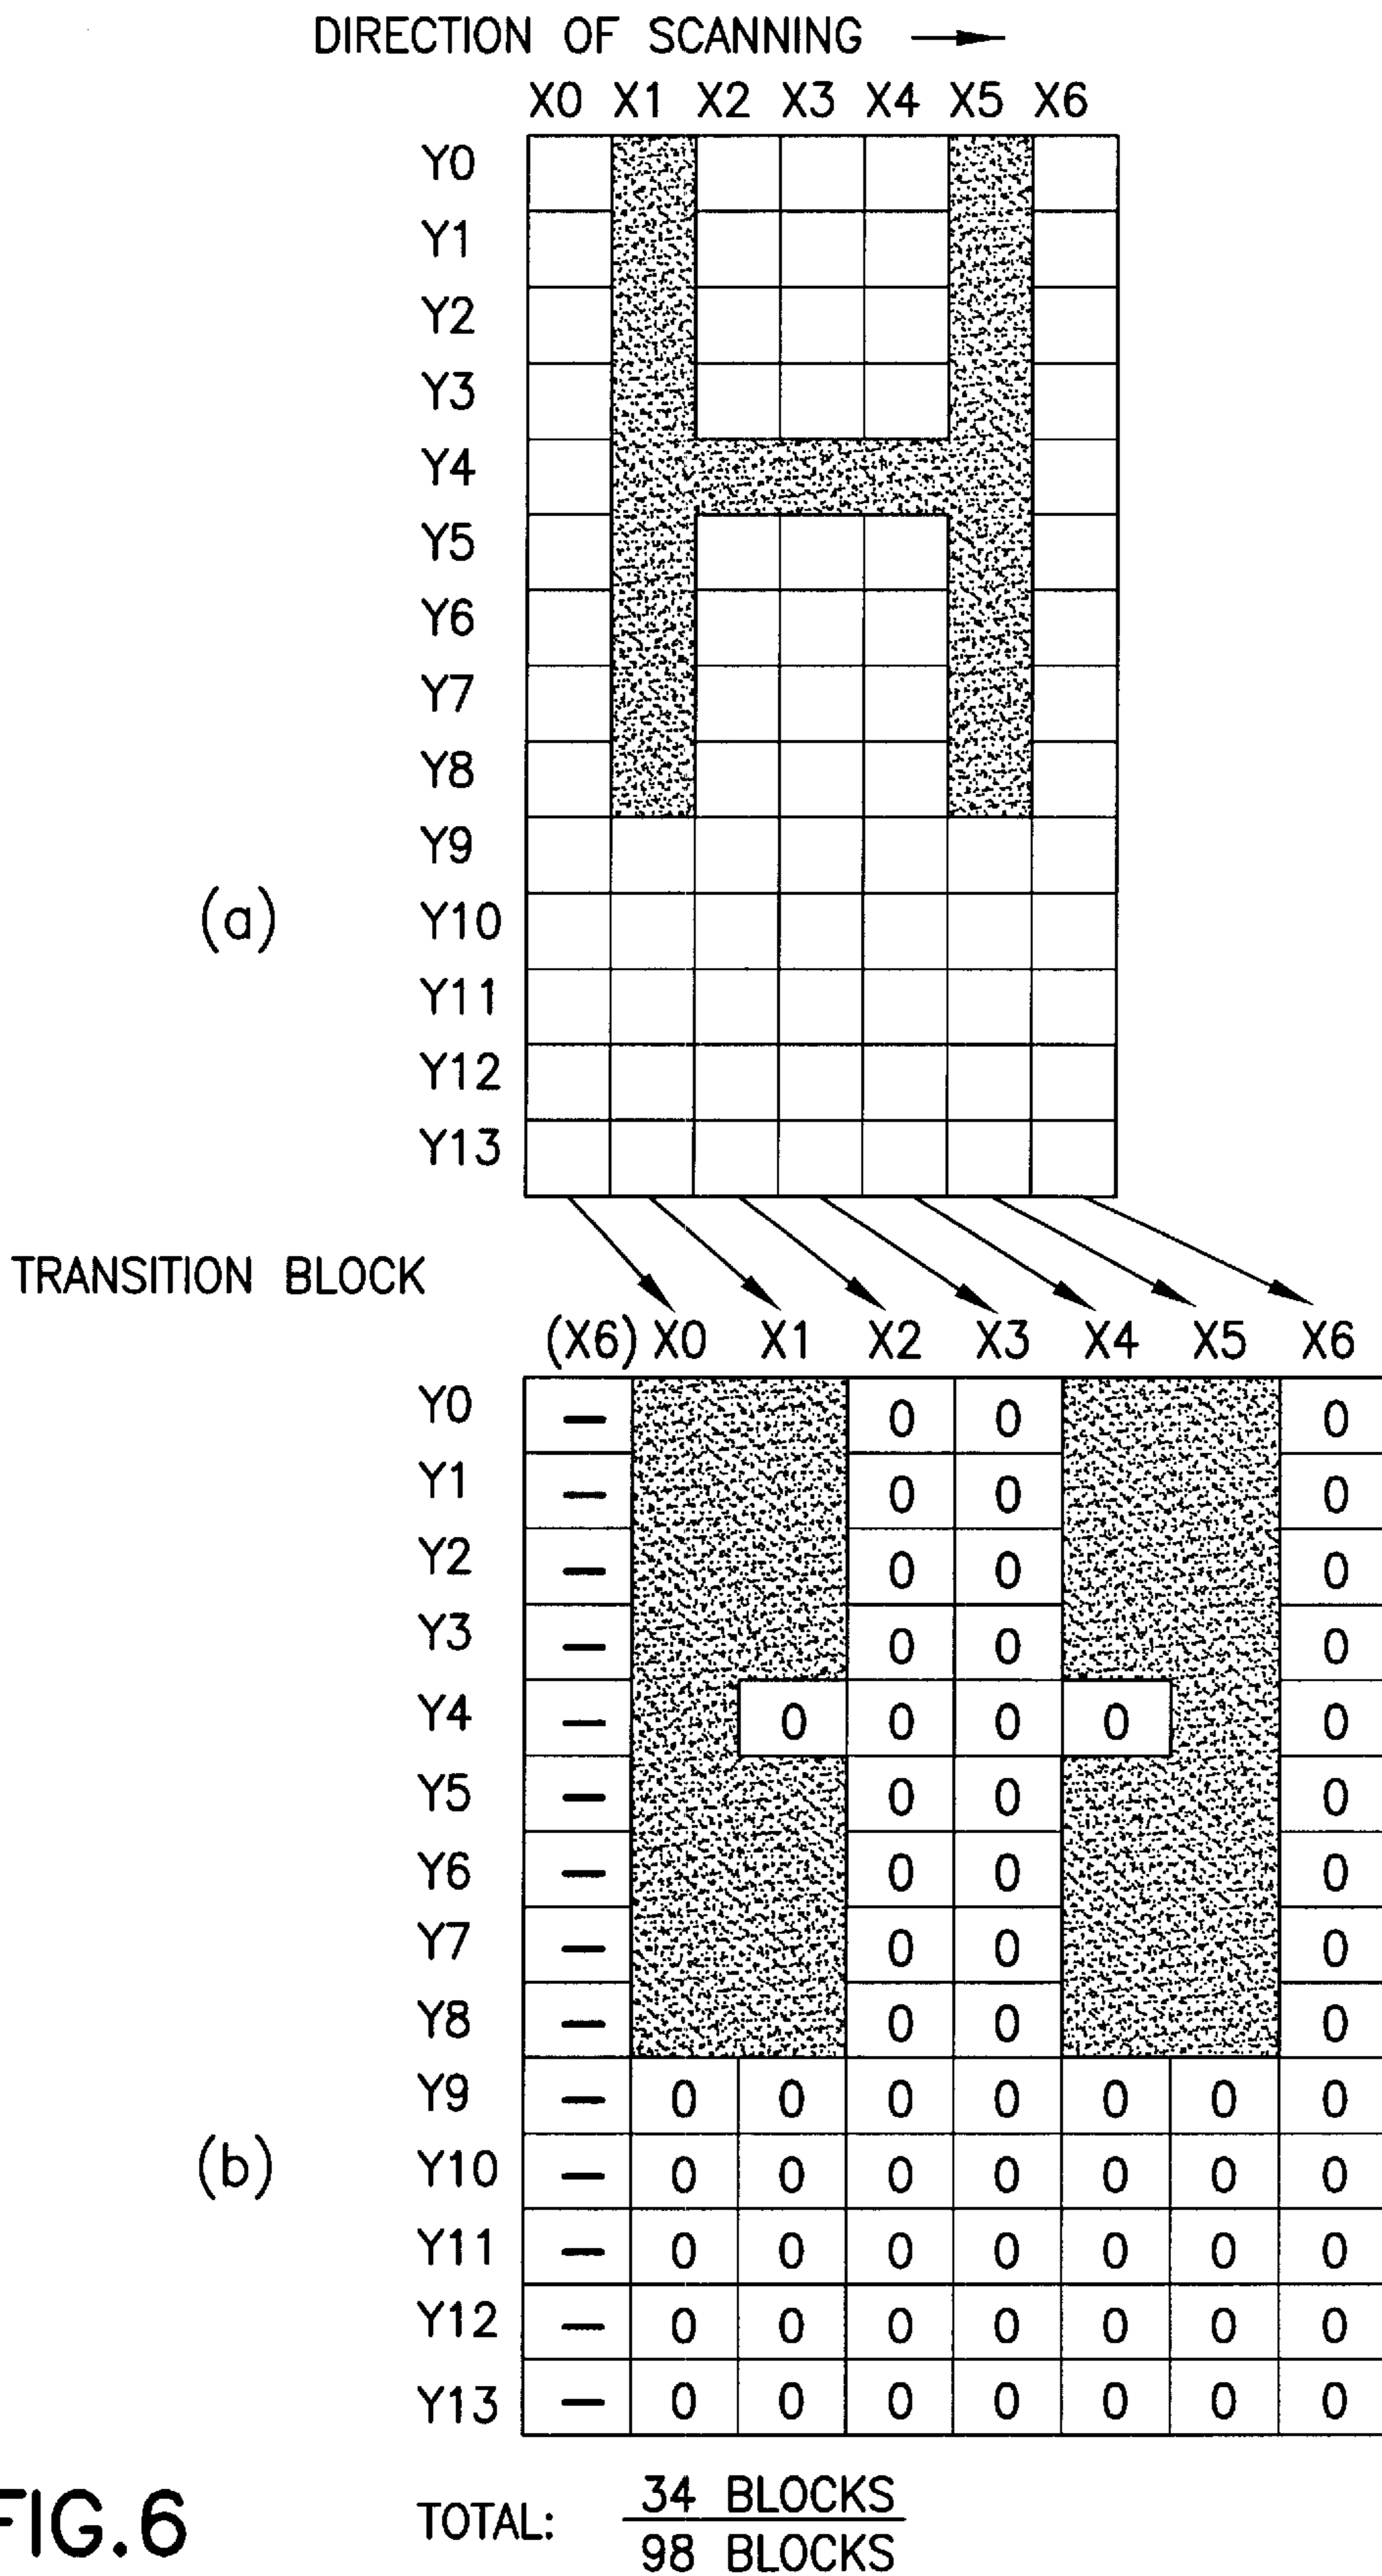 DIRECTION OF SCANNING
X0 X1 X2 X3 X4 X5 X6
Y0
Y1
Y2
Y3
Y4
Y5
Y6
Y7
Y8
Y9
(a) Y10
Y11
Y12
Y13
TRANSITION BLOCK
(X6) X0 X1 X2 X3 X4 X5 X6
Y0 – 0 0 0
Y1 – 0 0 0
Y2 – 0 0 0
Y3 – 0 0 0
Y4 – 0 0 0 0 0
Y5 – 0 0 0
Y6 – 0 0 0
Y7 – 0 0 0
Y8 – 0 0 0
Y9 – 0 0 0 0 0 0 0
(b) Y10 – 0 0 0 0 0 0 0
Y11 – 0 0 0 0 0 0 0
Y12 – 0 0 0 0 0 0 0
Y13 – 0 0 0 0 0 0 0
FIG.6 TOTAL: 34 BLOCKS
98 BLOCKS